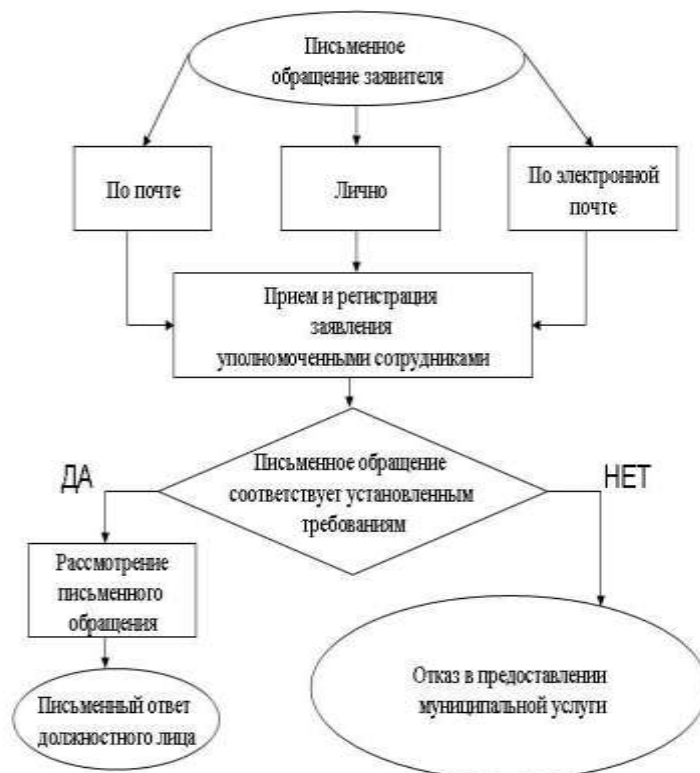 Письменное
обращение заявителя
По почте
Лично
По электронной
почте
Прием и регистрация
заявления
уполномоченными сотрудниками
Письменное обращение
соответствует установленным
требованиям
ДА
НЕТ
Рассмотрение
письменного
обращения
Отказ в предоставлении
муниципальной услуги
Письменный ответ
должностного лица